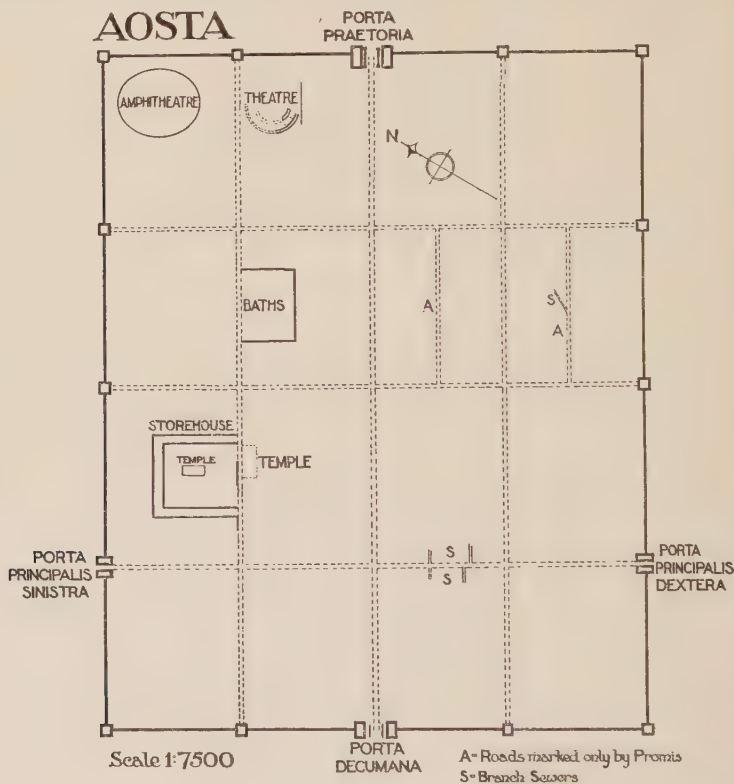 AOSTA
PORTA
PRAETORIA
AMPHITHEATRE
THEATRE
N
BATHS
A
S
A
STOREHOUSE
TEMPLE
TEMPLE
PORTA
PRINCIPALIS
SINISTRA
S
S
PORTA
PRINCIPALIS
DEXTERA
Scale 1:7500
PORTA
DECUMANA
A=Roads marked only by Promis
S=Branch Sewers